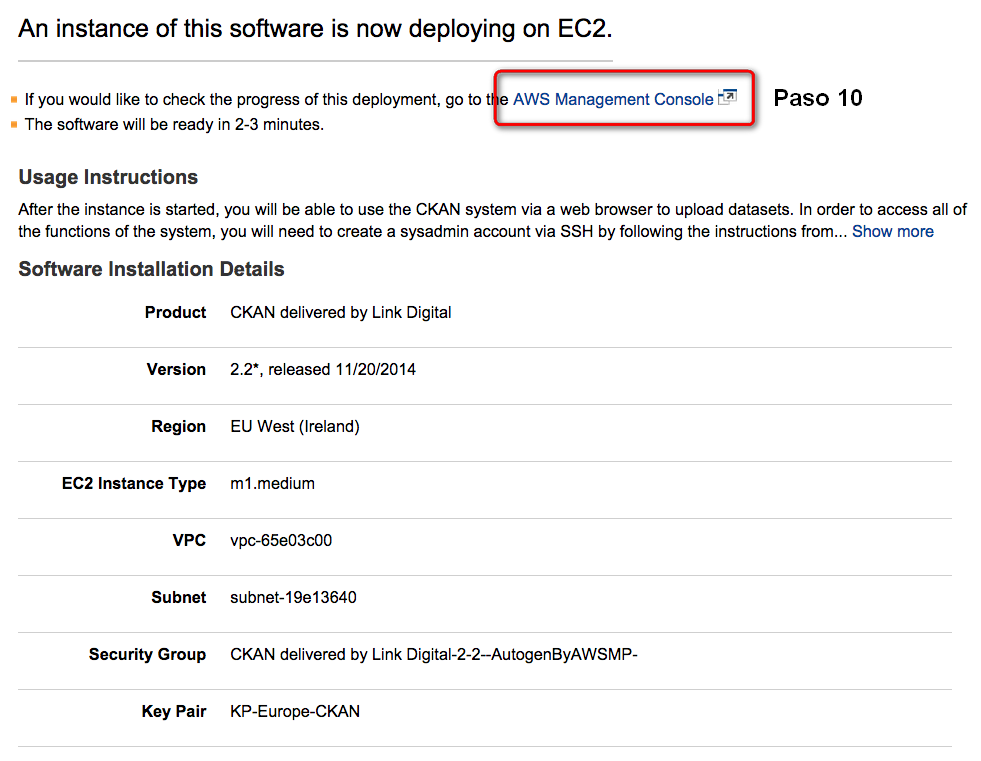 An instance of this software is now deploying on EC2.
If you would like to check the progress of this deployment, go to the AWS Management Console Paso 10
The software will be ready in 2-3 minutes.
Usage Instructions
After the instance is started, you will be able to use the CKAN system via a web browser to upload datasets. In order to access all of
the functions of the system, you will need to create a sysadmin account via SSH by following the instructions from... Show more
Software Installation Details
Product CKAN delivered by Link Digital
Version 2.2*, released 11/20/2014
Region EU West (Ireland)
EC2 Instance Type m1.medium
VPC vpc-65e03c00
Subnet subnet-19e13640
Security Group CKAN delivered by Link Digital-2-2--AutogenByAWSMP-
Key Pair KP-Europe-CKAN